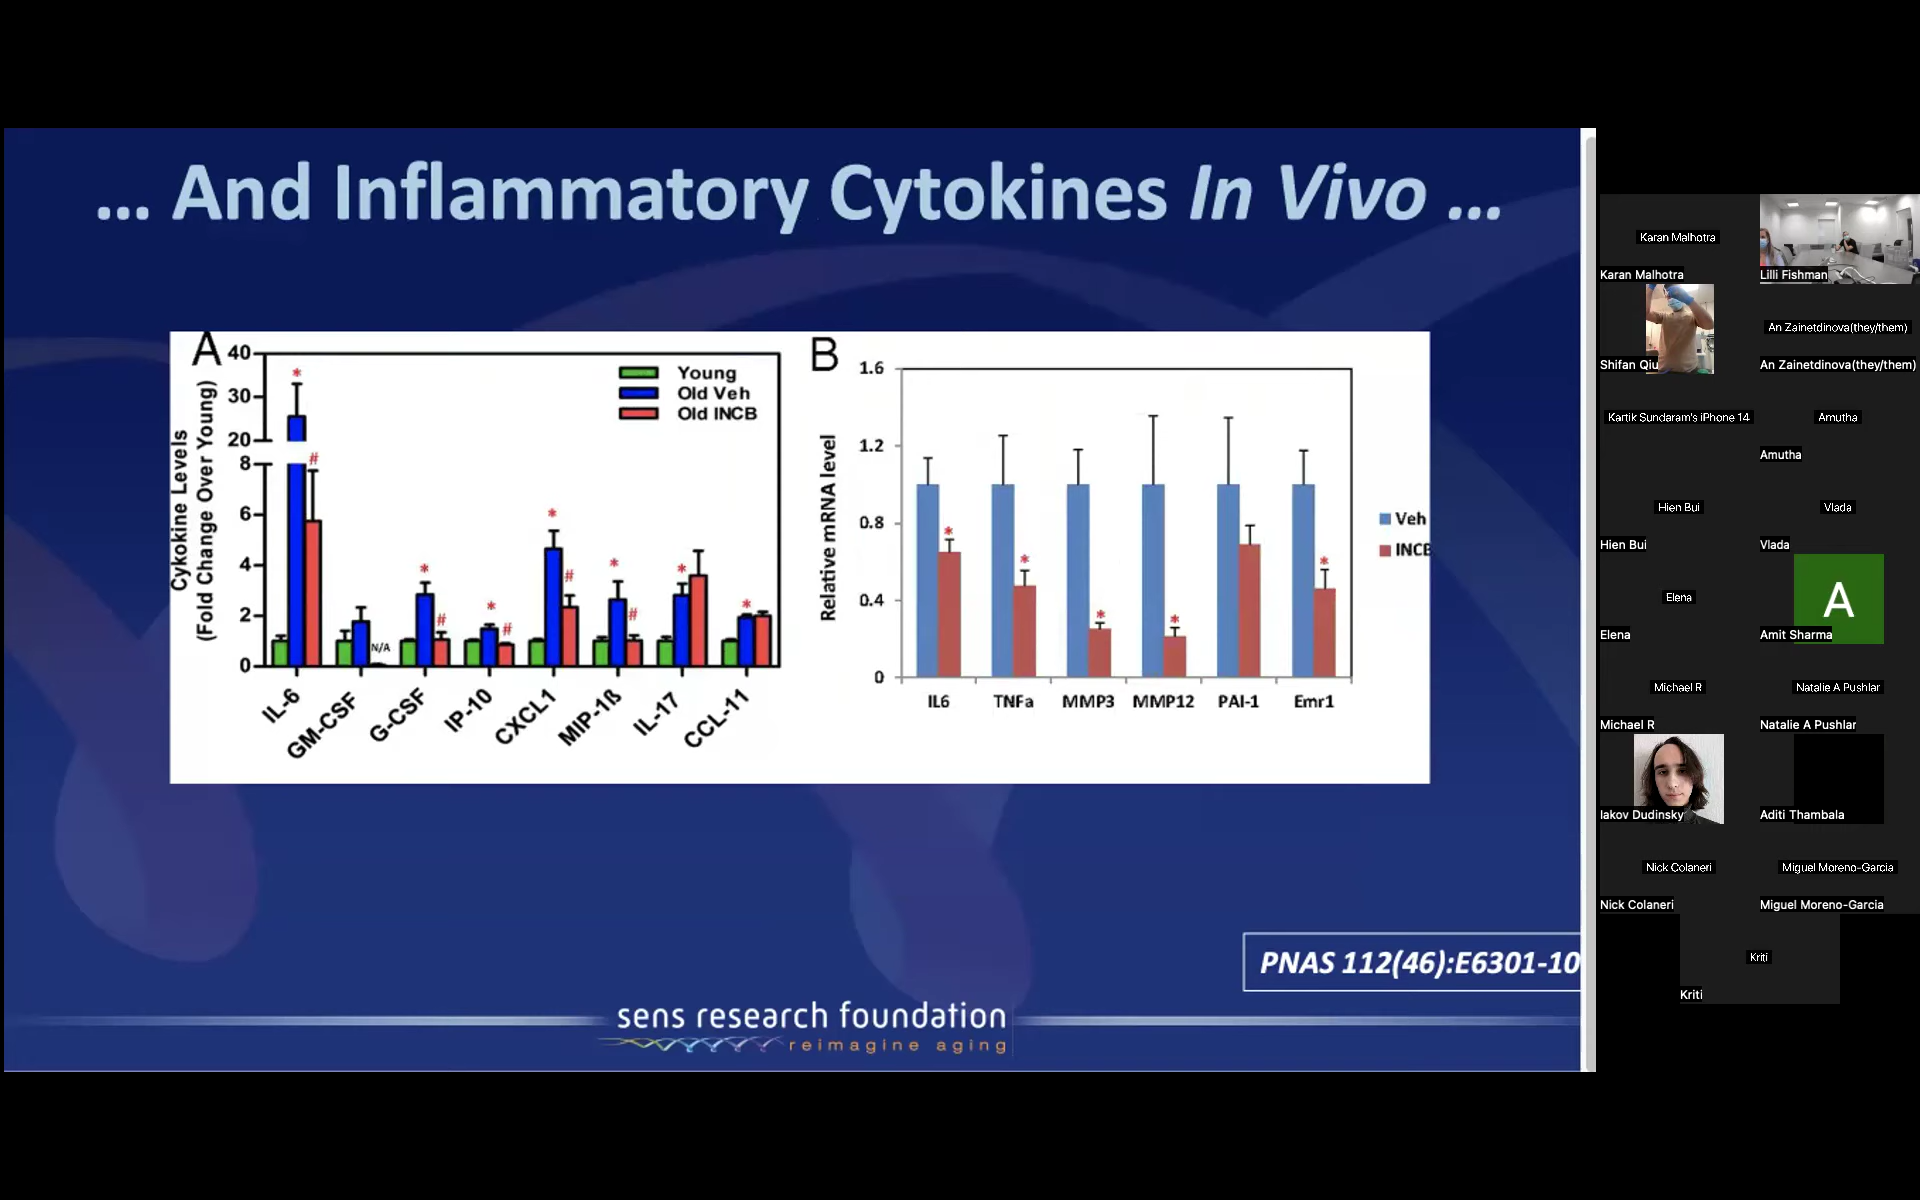 ... And Inflammatory Cytokines In Vivo ...
A
40
30
20
8
6
4
2
0
Cykokine Levels
(Fold Change Over Young)
Young
Old Veh
Old INCB
*
#
N/A
*
#
*
#
*
#
*
#
*
*
IL-6
GM-CSF
G-CSF
IP-10
CXCL1
MIP-1ß
IL-17
CCL-11
B
1.6
1.2
0.8
0.4
0
Relative mRNA level
*
*
*
*
*
Veh
INCB
IL6
TNFa
MMP3
MMP12
PAI-1
Emr1
PNAS 112(46):E6301-10
sens research foundation
reimagine aging
Karan Malhotra
Karan Malhotra
Lilli Fishman
An Zainetdinova(they/them)
Shifan Qiu
An Zainetdinova(they/them)
Kartik Sundaram's iPhone 14
Amutha
Amutha
Hien Bui
Vlada
Hien Bui
Vlada
Elena
A
Elena
Amit Sharma
Michael R
Natalie A Pushlar
Michael R
Natalie A Pushlar
Iakov Dudinsky
Aditi Thambala
Nick Colaneri
Miguel Moreno-Garcia
Nick Colaneri
Miguel Moreno-Garcia
Kriti
Kriti